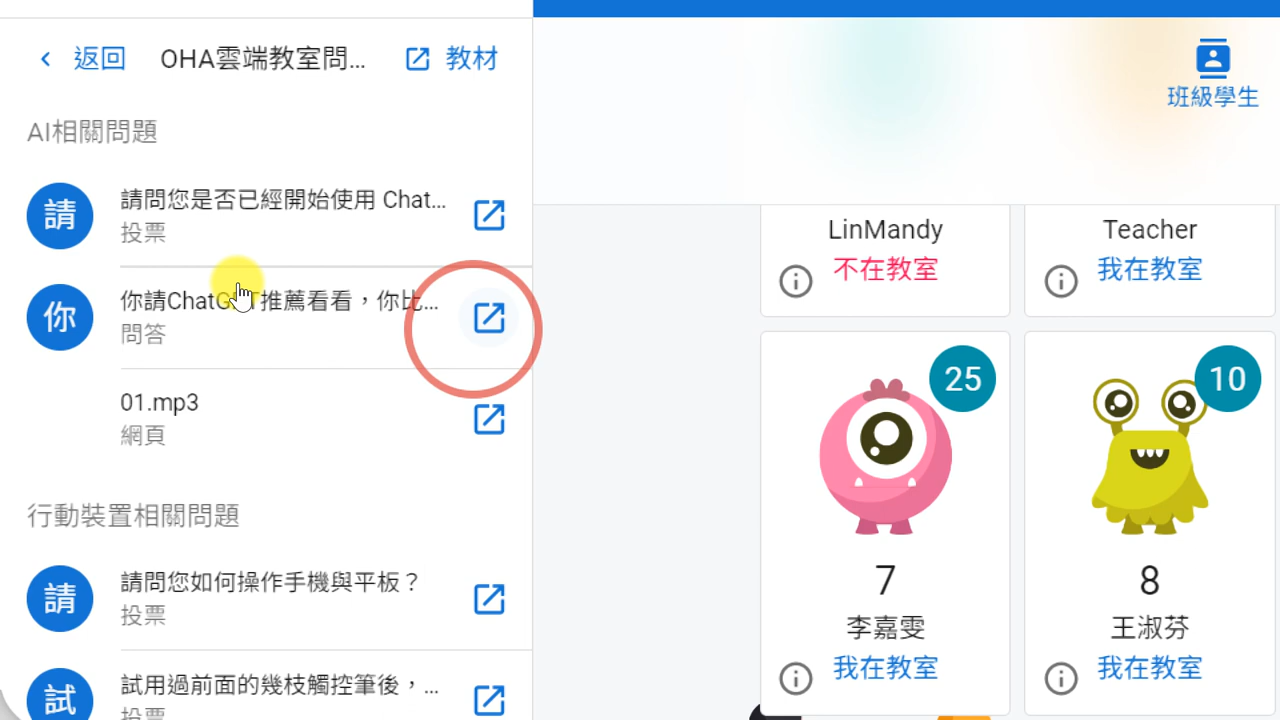 返回 OHA雲端教室問... 教材
AI相關問題
請 請問您是否已經開始使用 Chat...
投票
你 你請ChatGPT推薦看看，你比...
問答
01.mp3
網頁
行動裝置相關問題
請 請問您如何操作手機與平板？
投票
試 試用過前面的幾枝觸控筆後，...
投票
班級學生
LinMandy
不在教室
Teacher
我在教室
25
7
李嘉雯
我在教室
10
8
王淑芬
我在教室